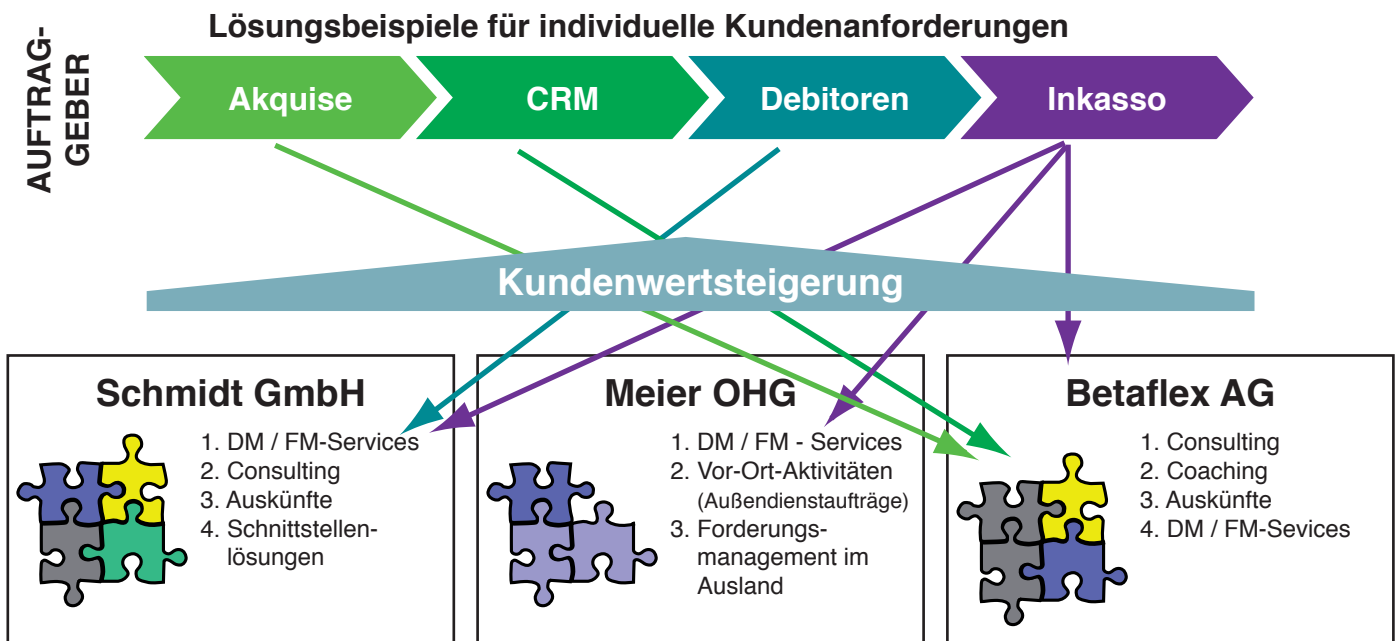 Lösungsbeispiele für individuelle Kundenanforderungen
AUFTRAG-
GEBER
Akquise
CRM
Debitoren
Inkasso
Kundenwertsteigerung
Schmidt GmbH
1. DM / FM-Services
2. Consulting
3. Auskünfte
4. Schnittstellen-
lösungen
Meier OHG
1. DM / FM - Services
2. Vor-Ort-Aktivitäten
(Außendienstaufträge)
3. Forderungs-
management im
Ausland
Betaflex AG
1. Consulting
2. Coaching
3. Auskünfte
4. DM / FM-Sevices